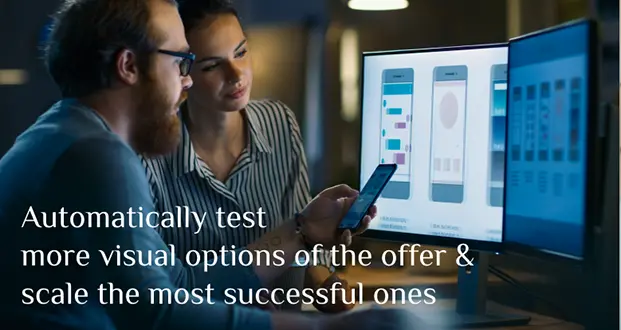 Automatically test
more visual options of the offer &
scale the most successful ones